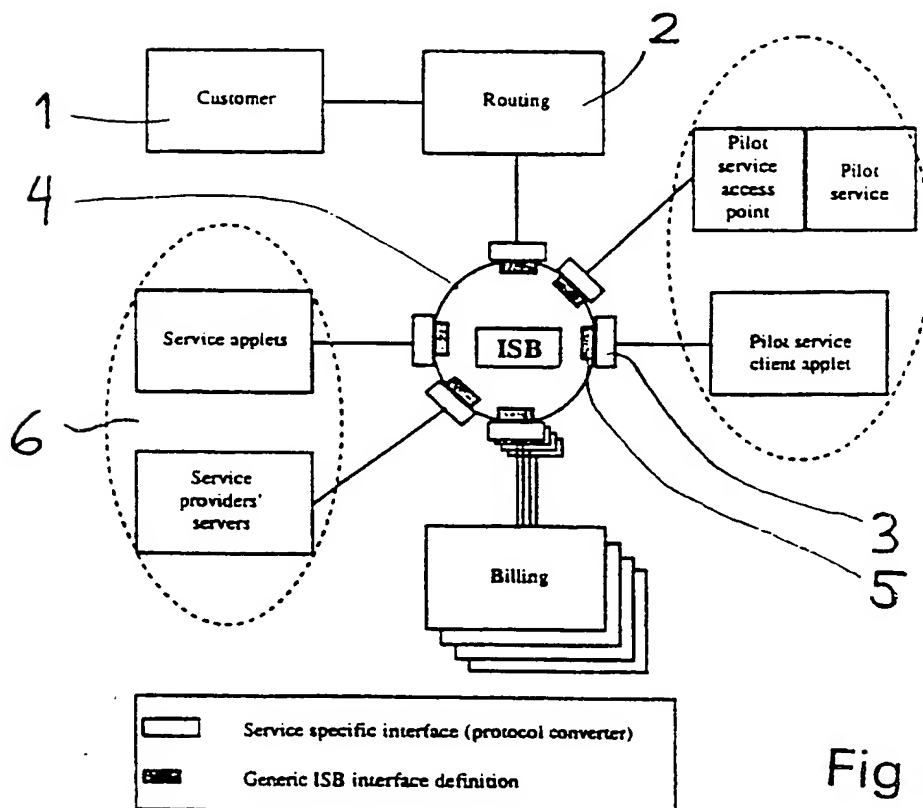 1
Customer
Routing
2
Pilot
service
access
point
Pilot
service
4
Service applets
ISB
Pilot service
client applet
6
Service
providers'
servers
Billing
3
5
Service specific interface (protocol converter)
Generic ISB interface definition
Fig